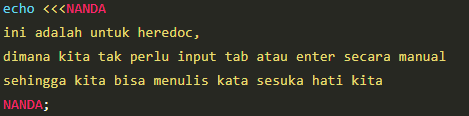 echo <<<NANDA
ini adalah untuk heredoc,
dimana kita tak perlu input tab atau enter secara manual
sehingga kita bisa menulis kata sesuka hati kita
NANDA;